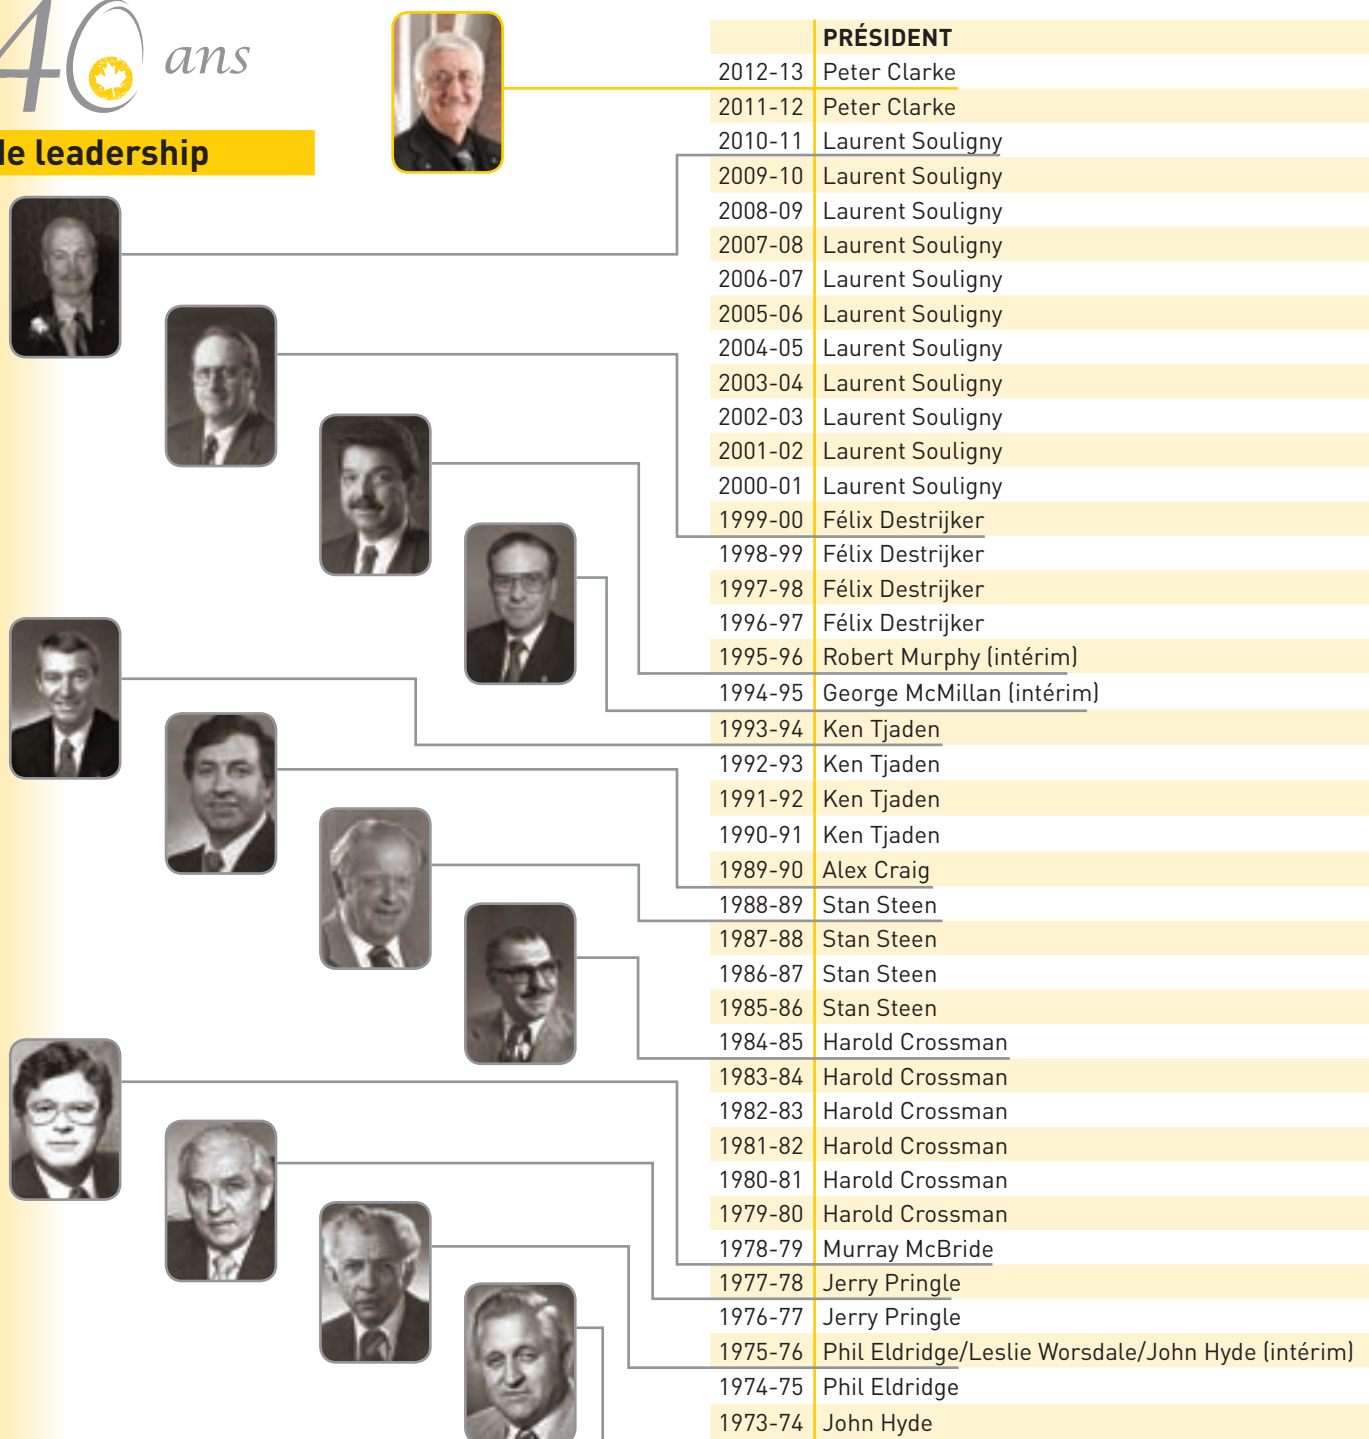 40 ans
de leadership
PRÉSIDENT
2012-13 Peter Clarke
2011-12 Peter Clarke
2010-11 Laurent Souligny
2009-10 Laurent Souligny
2008-09 Laurent Souligny
2007-08 Laurent Souligny
2006-07 Laurent Souligny
2005-06 Laurent Souligny
2004-05 Laurent Souligny
2003-04 Laurent Souligny
2002-03 Laurent Souligny
2001-02 Laurent Souligny
2000-01 Laurent Souligny
1999-00 Félix Destrijker
1998-99 Félix Destrijker
1997-98 Félix Destrijker
1996-97 Félix Destrijker
1995-96 Robert Murphy (intérim)
1994-95 George McMillan (intérim)
1993-94 Ken Tjaden
1992-93 Ken Tjaden
1991-92 Ken Tjaden
1990-91 Ken Tjaden
1989-90 Alex Craig
1988-89 Stan Steen
1987-88 Stan Steen
1986-87 Stan Steen
1985-86 Stan Steen
1984-85 Harold Crossman
1983-84 Harold Crossman
1982-83 Harold Crossman
1981-82 Harold Crossman
1980-81 Harold Crossman
1979-80 Harold Crossman
1978-79 Murray McBride
1977-78 Jerry Pringle
1976-77 Jerry Pringle
1975-76 Phil Eldridge/Leslie Worsdale/John Hyde (intérim)
1974-75 Phil Eldridge
1973-74 John Hyde